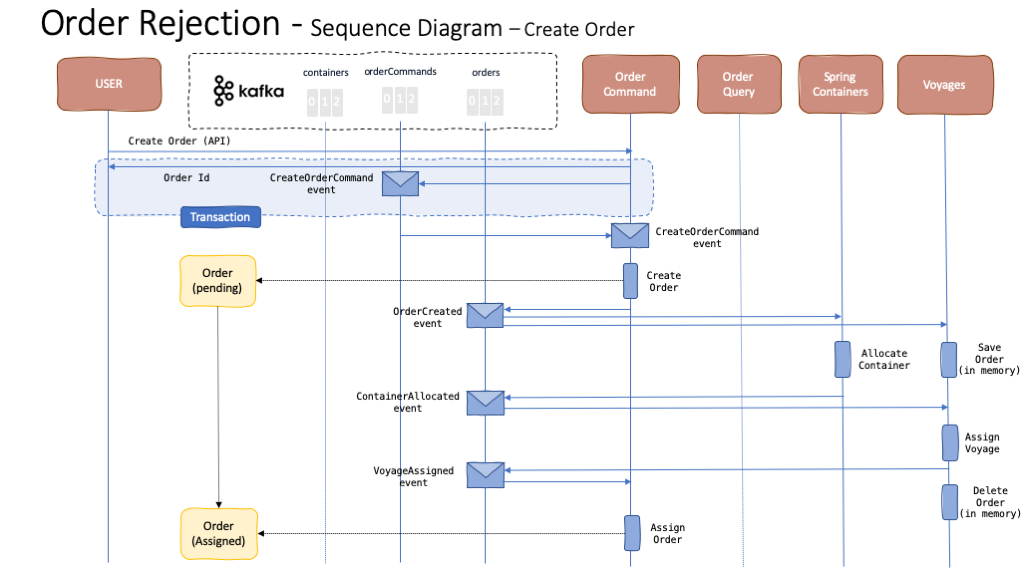 Order Rejection - Sequence Diagram – Create Order
USER
kafka
containers
0 1 2
orderCommands
0 1 2
orders
0 1 2
Order
Command
Order
Query
Spring
Containers
Voyages
Create Order (API)
Order Id
CreateOrderCommand
event
Transaction
CreateOrderCommand
event
Order
(pending)
Create
Order
OrderCreated
event
Allocate
Container
Save
Order
(in memory)
ContainerAllocated
event
Assign
Voyage
VoyageAssigned
event
Delete
Order
(in memory)
Order
(Assigned)
Assign
Order